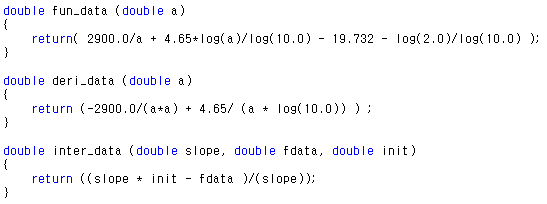 double fun_data (double a)
{
    return( 2900.0/a + 4.65*log(a)/log(10.0) - 19.732 - log(2.0)/log(10.0) );
}
double deri_data (double a)
{
    return (-2900.0/(a*a) + 4.65/ (a * log(10.0)) ) ;
}
double inter_data (double slope, double fdata, double init)
{
    return ((slope * init - fdata )/(slope));
}